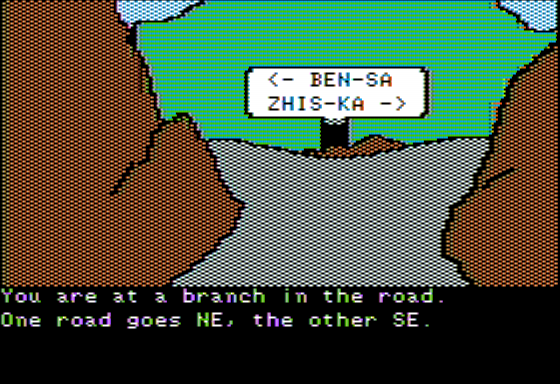 <- BEN-SA
ZHIS-KA ->
You are at a branch in the road.
One road goes NE, the other SE.